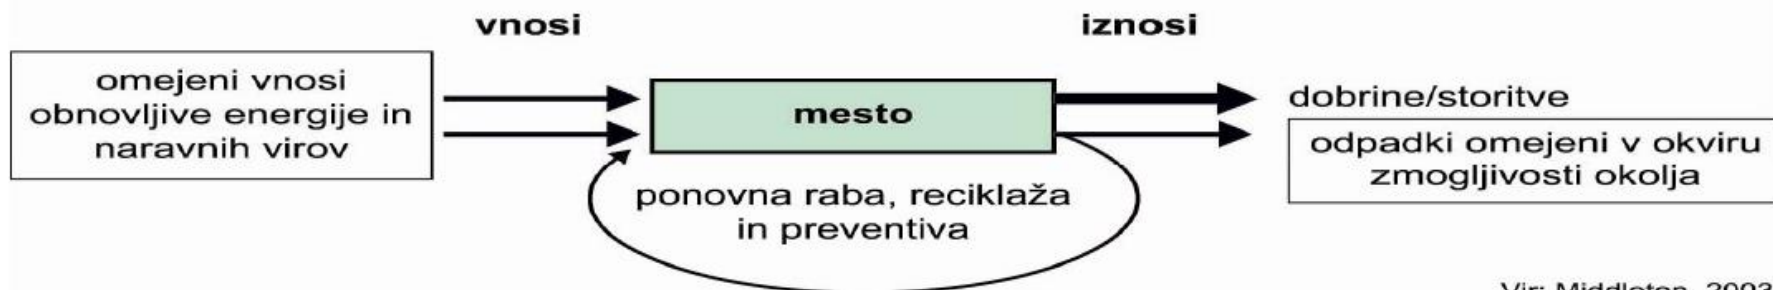 vnosi
iznosi
omejeni vnosi
obnovljive energije in
naravnih virov
mesto
dobrine/storitve
odpadki omejeni v okviru
zmogljivosti okolja
ponovna raba, reciklaža
in preventiva
Vir: Middleton, 2003